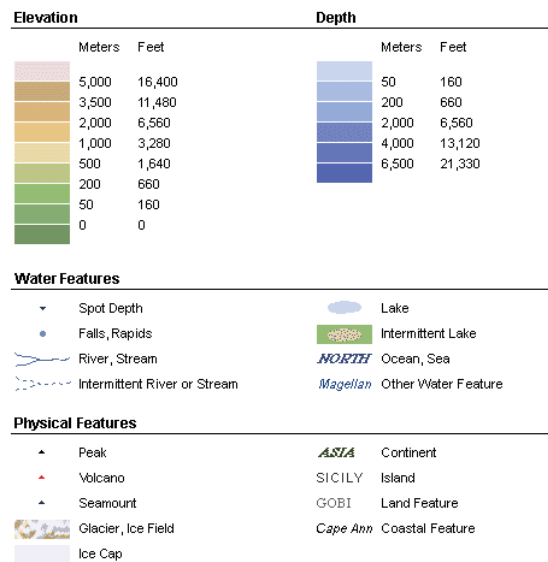 Elevation
Meters Feet
5,000 16,400
3,500 11,480
2,000 6,560
1,000 3,280
500 1,640
200 660
50 160
0 0
Depth
Meters Feet
50 160
200 660
2,000 6,560
4,000 13,120
6,500 21,330
Water Features
Spot Depth
Falls, Rapids
River, Stream
Intermittent River or Stream
Lake
Intermittent Lake
NORTH Ocean, Sea
Magellan Other Water Feature
Physical Features
Peak
Volcano
Seamount
Glacier, Ice Field
Ice Cap
ASIA Continent
SICILY Island
GOBI Land Feature
Cape Ann Coastal Feature